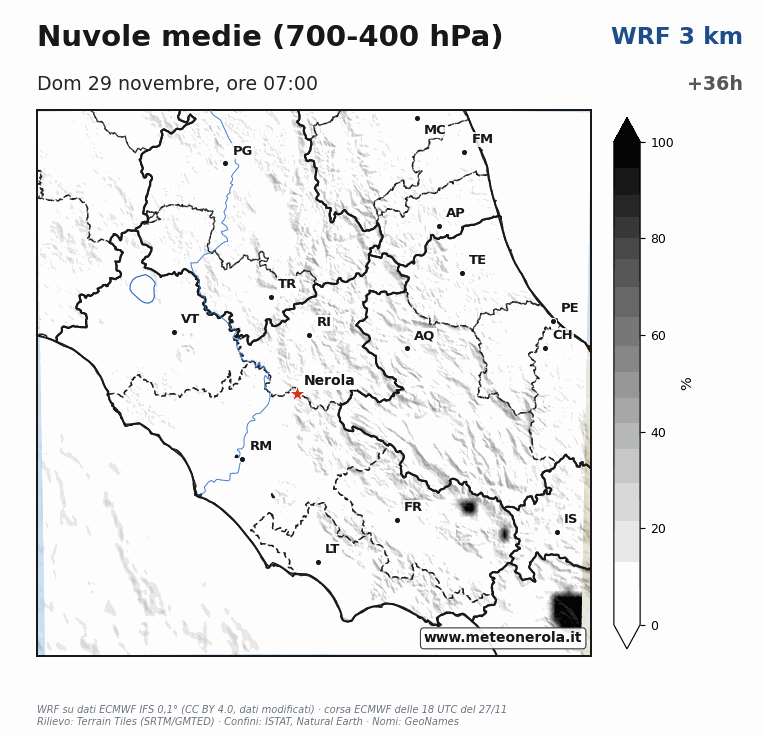 Nuvole medie (700-400 hPa)
WRF 3 km
Dom 29 novembre, ore 07:00
+36h
MC
FM
PG
AP
TE
TR
PE
VT
RI
AQ
CH
Nerola
RM
FR
IS
LT
www.meteonerola.it
100
80
60
40
20
0
%
WRF su dati ECMWF IFS 0,1° (CC BY 4.0, dati modificati) · corsa ECMWF delle 18 UTC del 27/11
Rilievo: Terrain Tiles (SRTM/GMTED) · Confini: ISTAT, Natural Earth · Nomi: GeoNames